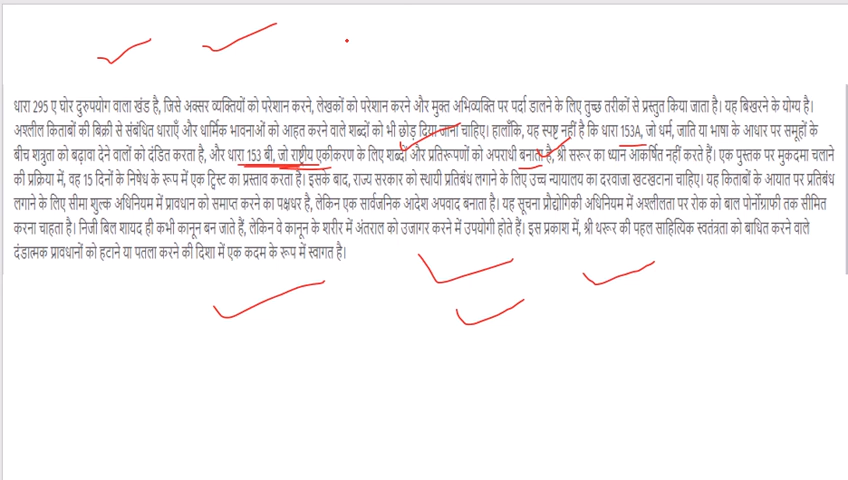 धारा 295 ए घोर दुरुपयोग वाला खंड है, जिसे अक्सर व्यक्तियों को परेशान करने, लेखकों को परेशान करने और मुक्त अभिव्यक्ति पर पर्दा डालने के लिए तुच्छ तरीकों से प्रस्तुत किया जाता है। यह बिखरने के योग्य है।
अश्लील किताबों की बिक्री से संबंधित धाराएँ और धार्मिक भावनाओं को आहत करने वाले शब्दों को भी छोड़ दिया जाना चाहिए। हालाँकि, यह स्पष्ट नहीं है कि धारा 153A, जो धर्म, जाति या भाषा के आधार पर समूहों के
बीच शत्रुता को बढ़ावा देने वालों को दंडित करता है, और धारा 153 बी, जो राष्ट्रीय एकीकरण के लिए शब्दों और प्रतिरूपणों को अपराधी बनाता है, श्री सरूर का ध्यान आकर्षित नहीं करते हैं। एक पुस्तक पर मुकदमा चलाने
की प्रक्रिया में, वह 15 दिनों के निषेध के रूप में एक ट्विस्ट का प्रस्ताव करता है। इसके बाद, राज्य सरकार को स्थायी प्रतिबंध लगाने के लिए उच्च न्यायालय का दरवाजा खटखटाना चाहिए। यह किताबों के आयात पर प्रतिबंध
लगाने के लिए सीमा शुल्क अधिनियम में प्रावधान को समाप्त करने का पक्षधर है, लेकिन एक सार्वजनिक आदेश अपवाद बनाता है। यह सूचना प्रौद्योगिकी अधिनियम में अश्लीलता पर रोक को बाल पोर्नोग्राफी तक सीमित
करना चाहता है। निजी बिल शायद ही कभी कानून बन जाते हैं, लेकिन वे कानून के शरीर में अंतराल को उजागर करने में उपयोगी होते हैं। इस प्रकाश में, श्री थरूर की पहल साहित्यिक स्वतंत्रता को बाधित करने वाले
दंडात्मक प्रावधानों को हटाने या पतला करने की दिशा में एक कदम के रूप में स्वागत है।